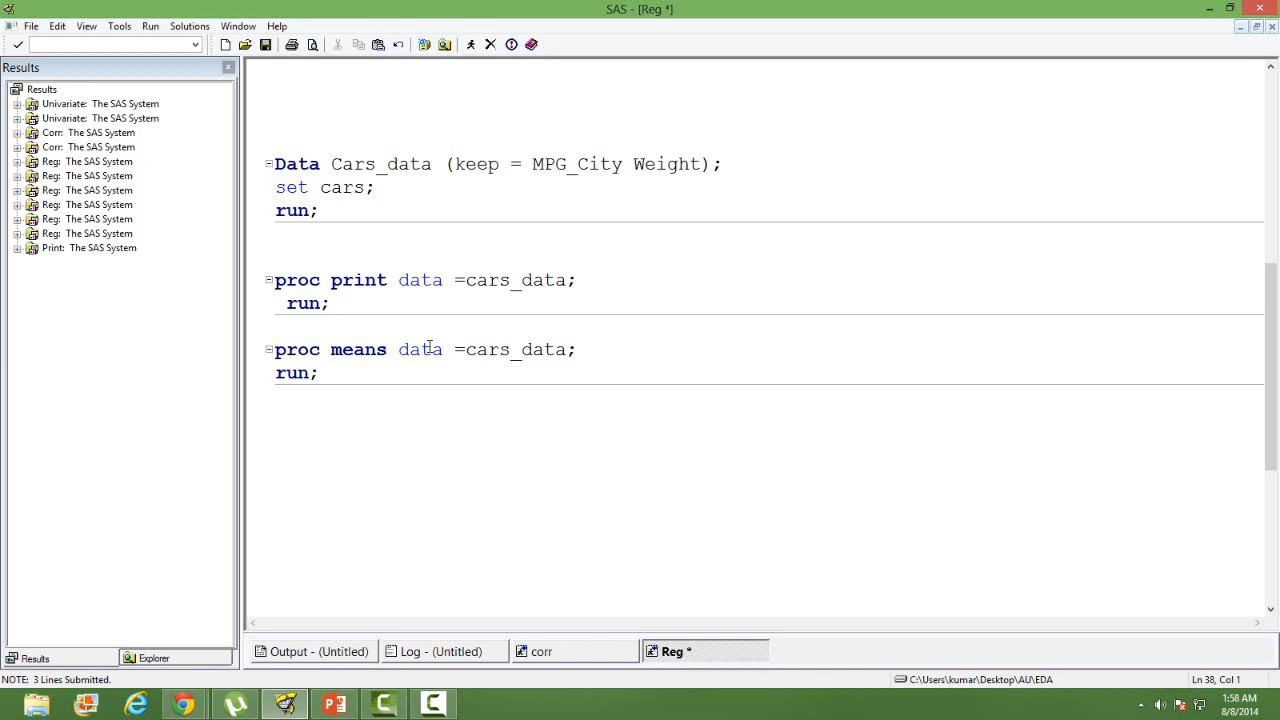 SAS - [Reg *]
File Edit View Tools Run Solutions Window Help
Results
Results
Univariate: The SAS System
Univariate: The SAS System
Corr: The SAS System
Corr: The SAS System
Reg: The SAS System
Reg: The SAS System
Reg: The SAS System
Reg: The SAS System
Reg: The SAS System
Reg: The SAS System
Print: The SAS System
Data Cars_data (keep = MPG_City Weight);
set cars;
run;
proc print data =cars_data;
run;
proc means data =cars_data;
run;
Results Explorer
Output - (Untitled) Log - (Untitled) corr Reg *
NOTE: 3 Lines Submitted. C:\Users\kumar\Desktop\AU\EDA Ln 38, Col 1
1:58 AM
8/8/2014